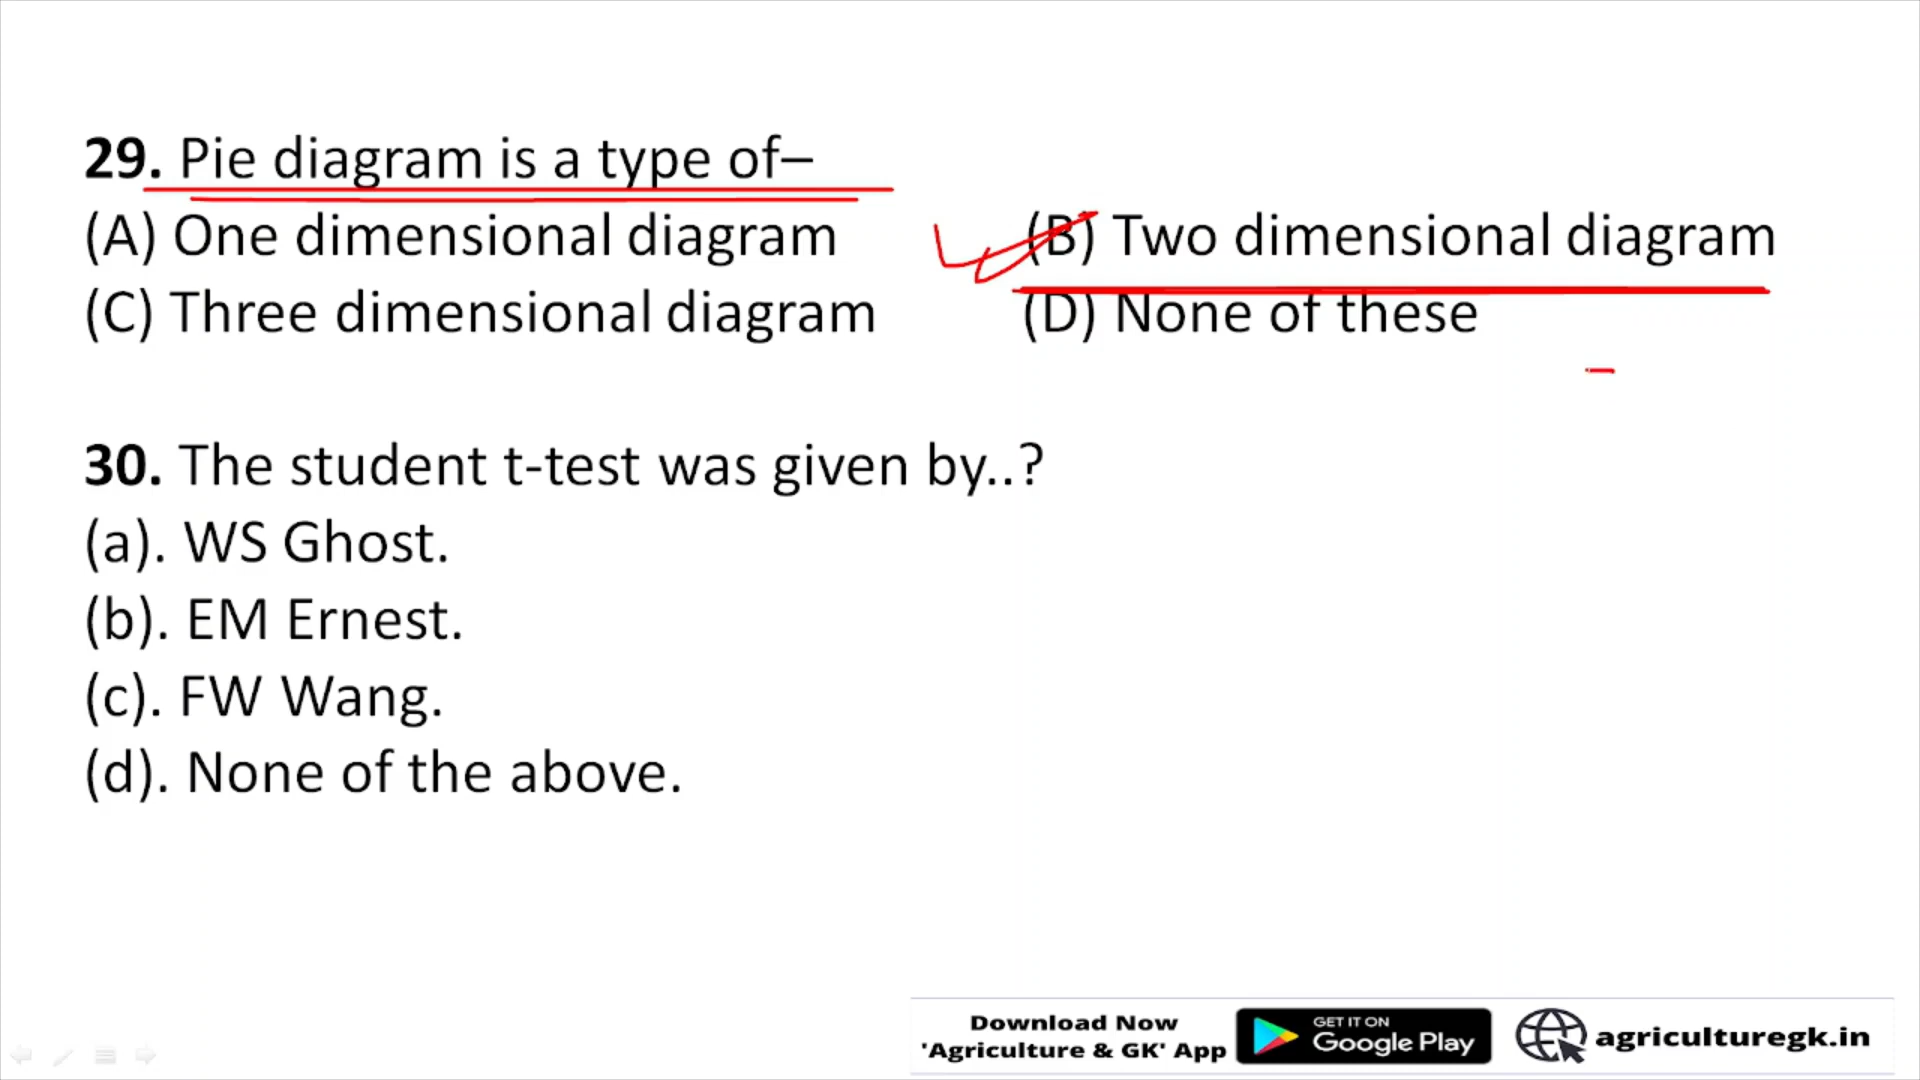 29. Pie diagram is a type of–
(A) One dimensional diagram (B) Two dimensional diagram
(C) Three dimensional diagram (D) None of these
30. The student t-test was given by..?
(a). WS Ghost.
(b). EM Ernest.
(c). FW Wang.
(d). None of the above.
Download Now
'Agriculture & GK' App
GET IT ON
Google Play
agriculturegk.in